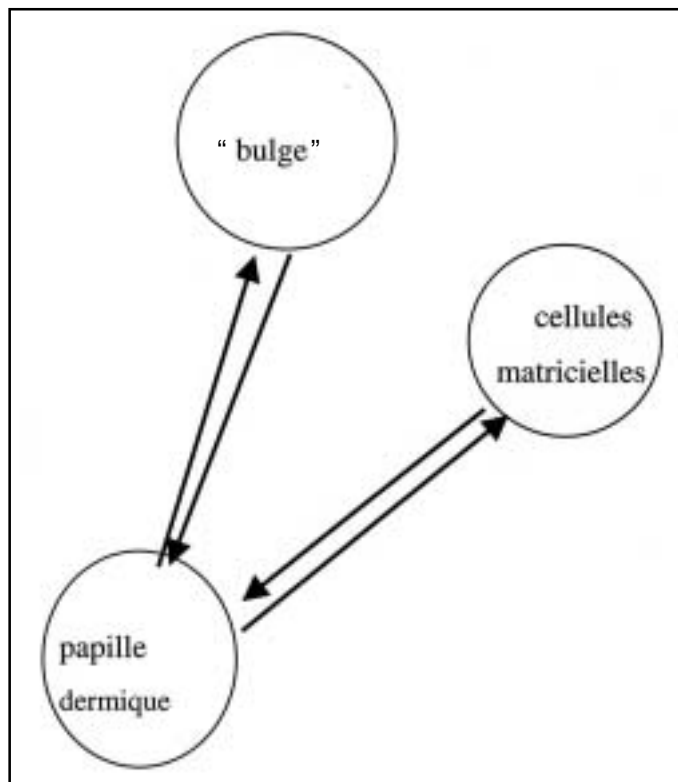 “ bulge”
cellules
matricielles
papille
dermique